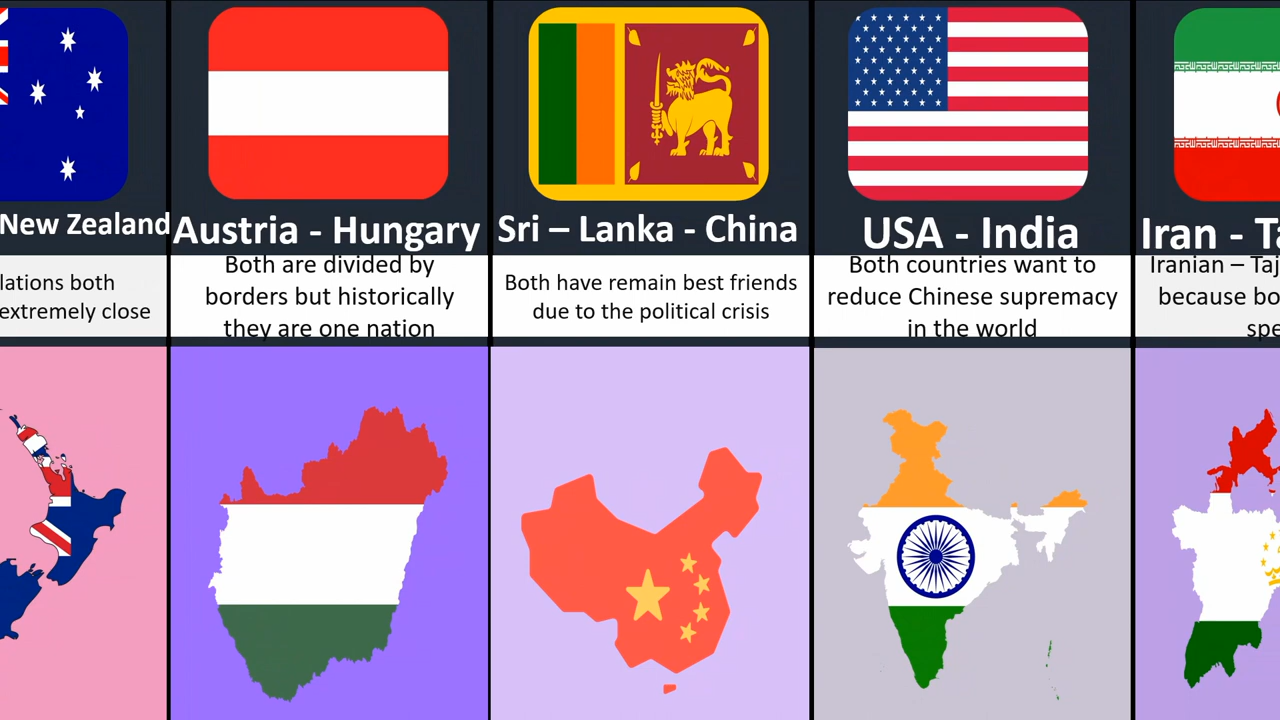 New Zealand
lations both
extremely close
Austria - Hungary
Both are divided by
borders but historically
they are one nation
Sri – Lanka - China
Both have remain best friends
due to the political crisis
USA - India
Both countries want to
reduce Chinese supremacy
in the world
Iran - Ta
Iranian – Taj
because bo
spe